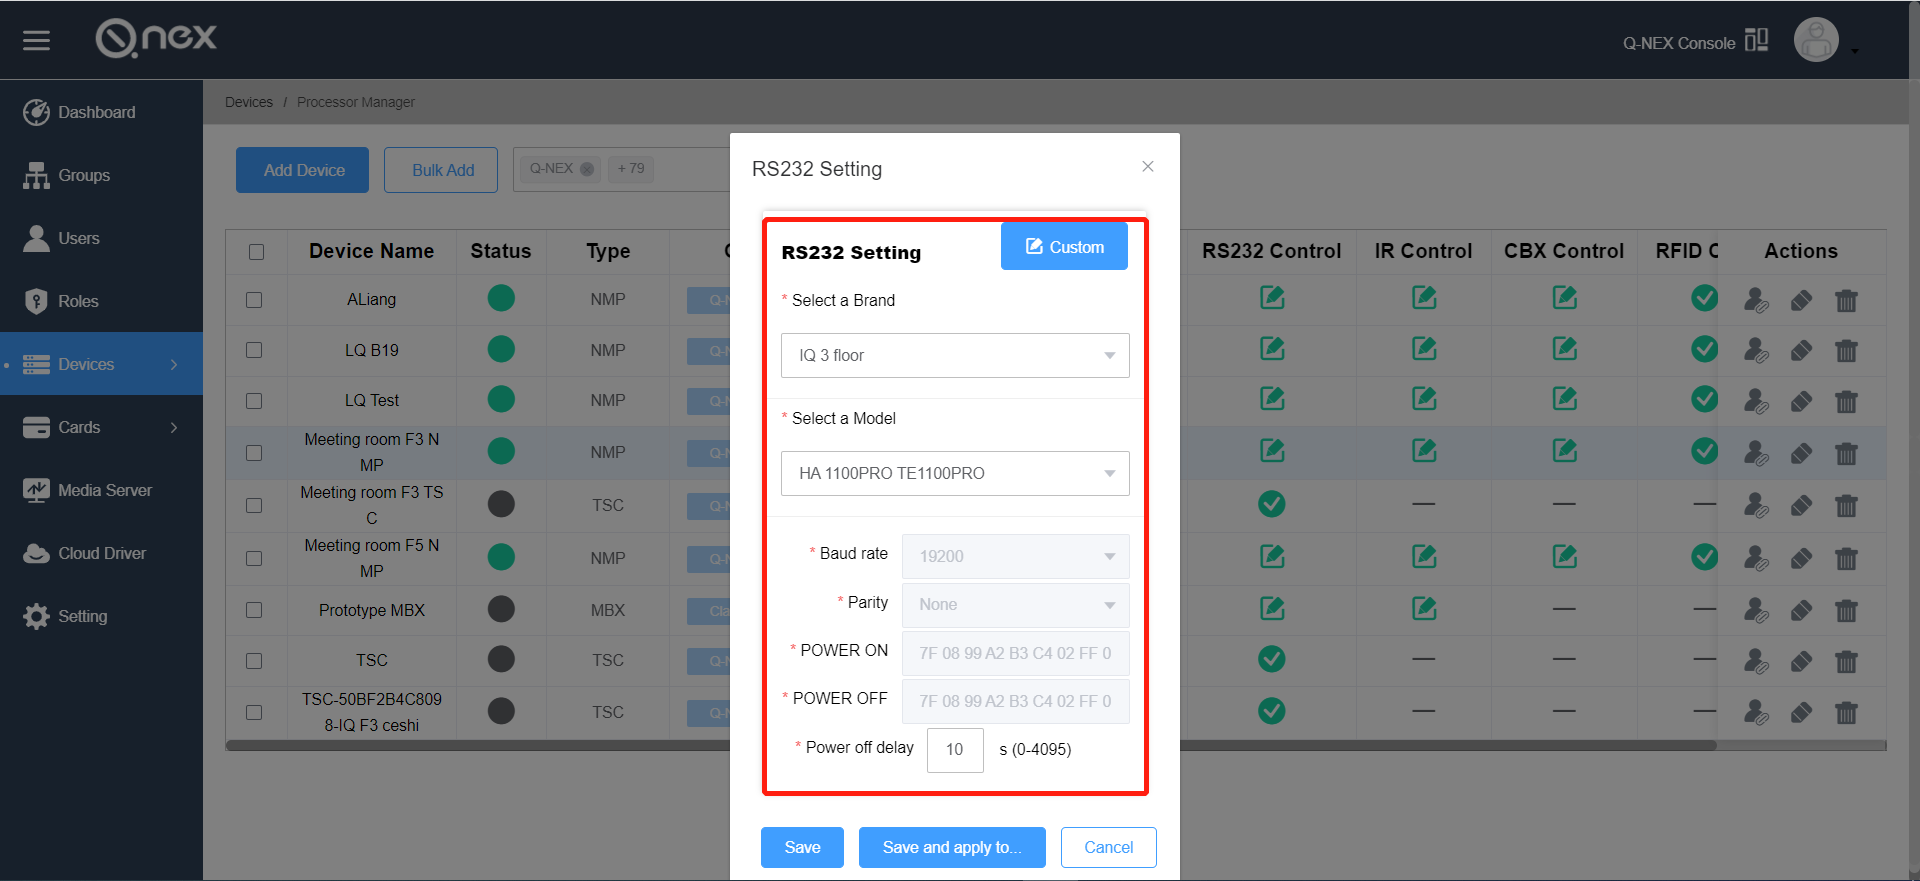 Qnex
Q-NEX Console
Dashboard
Groups
Users
Roles
Devices
Cards
Media Server
Cloud Driver
Setting
Devices / Processor Manager
Add Device
Bulk Add
Q-NEX
+ 79
Device Name Status Type RS232 Control IR Control CBX Control RFID C Actions
ALiang NMP
LQ B19 NMP
LQ Test NMP
Meeting room F3 N
MP
NMP
Meeting room F3 TS
C
TSC
Meeting room F5 N
MP
NMP
Prototype MBX MBX
TSC TSC
TSC-50BF2B4C809
8-IQ F3 ceshi
TSC
RS232 Setting
RS232 Setting
Custom
* Select a Brand
IQ 3 floor
* Select a Model
HA 1100PRO TE1100PRO
* Baud rate 19200
* Parity None
* POWER ON 7F 08 99 A2 B3 C4 02 FF 0
* POWER OFF 7F 08 99 A2 B3 C4 02 FF 0
* Power off delay 10 s (0-4095)
Save
Save and apply to...
Cancel